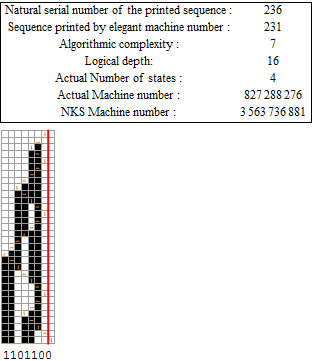 Natural serial number of the printed sequence : 236
Sequence printed by elegant machine number : 231
Algorithmic complexity : 7
Logical depth: 16
Actual Number of states : 4
Actual Machine number : 827 288 276
NKS Machine number : 3 563 736 881
1101100